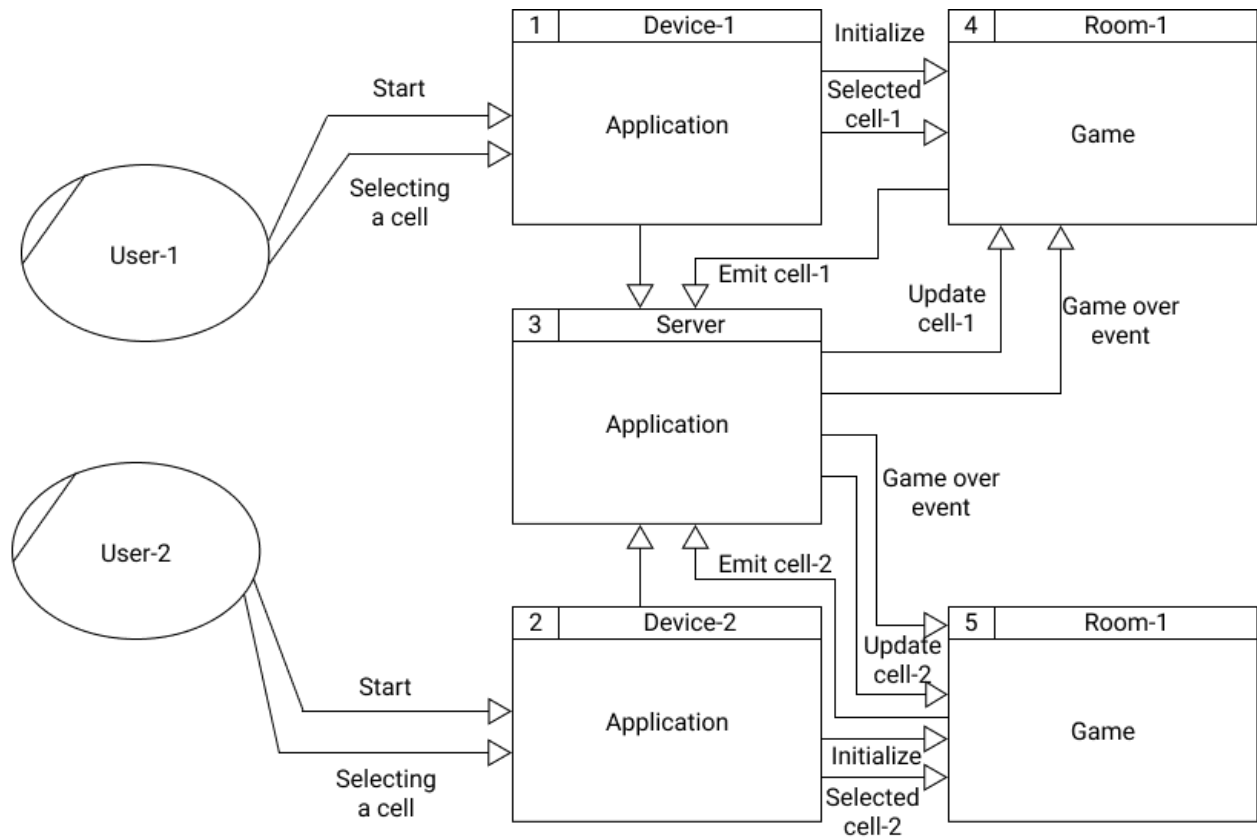 1
Device-1
Application
Initialize
Selected
cell-1
4
Room-1
Game
Start
Selecting
a cell
User-1
Emit cell-1
Update
cell-1
Game over
event
3
Server
Application
Game over
event
User-2
Emit cell-2
2
Device-2
Application
Update
cell-2
5
Room-1
Game
Start
Selecting
a cell
Initialize
Selected
cell-2